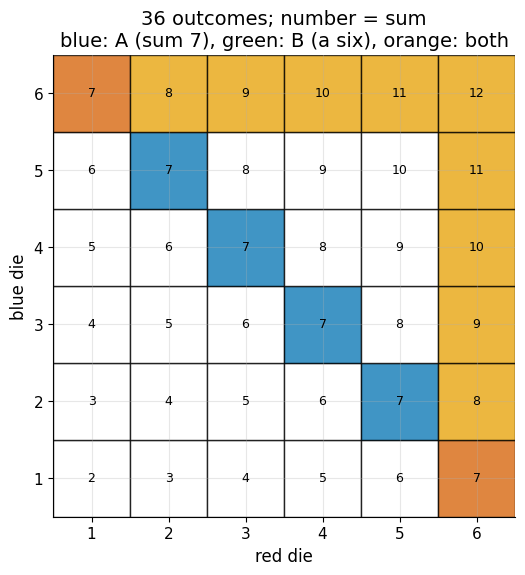 36 outcomes; number = sum
blue: A (sum 7), green: B (a six), orange: both
6 7 8 9 10 11 12
5 6 7 8 9 10 11
4 5 6 7 8 9 10
3 4 5 6 7 8 9
2 3 4 5 6 7 8
1 2 3 4 5 6 7
1 2 3 4 5 6
blue die
red die